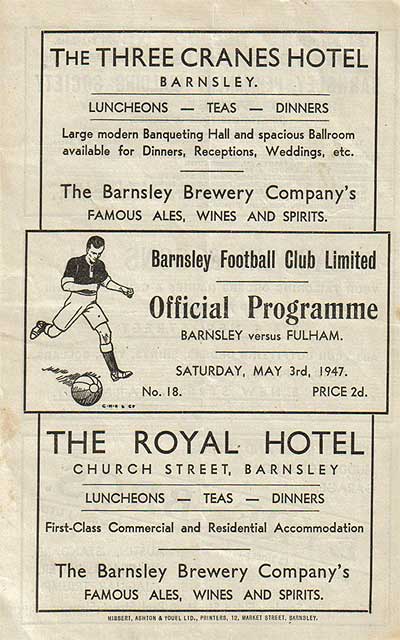 The THREE CRANES HOTEL
BARNSLEY.
LUNCHEONS — TEAS — DINNERS
Large modern Banqueting Hall and spacious Ballroom
available for Dinners, Receptions, Weddings, etc.
The Barnsley Brewery Company's
FAMOUS ALES, WINES AND SPIRITS.
Barnsley Football Club Limited
Official Programme
BARNSLEY versus FULHAM.
SATURDAY, MAY 3rd, 1947.
No. 18. PRICE 2d.
THE ROYAL HOTEL
CHURCH STREET, BARNSLEY
LUNCHEONS — TEAS — DINNERS
First-Class Commercial and Residential Accommodation
The Barnsley Brewery Company's
FAMOUS ALES, WINES AND SPIRITS.
HIBBERT, ASHTON & YOUEL LTD., PRINTERS, 12, MARKET STREET, BARNSLEY.